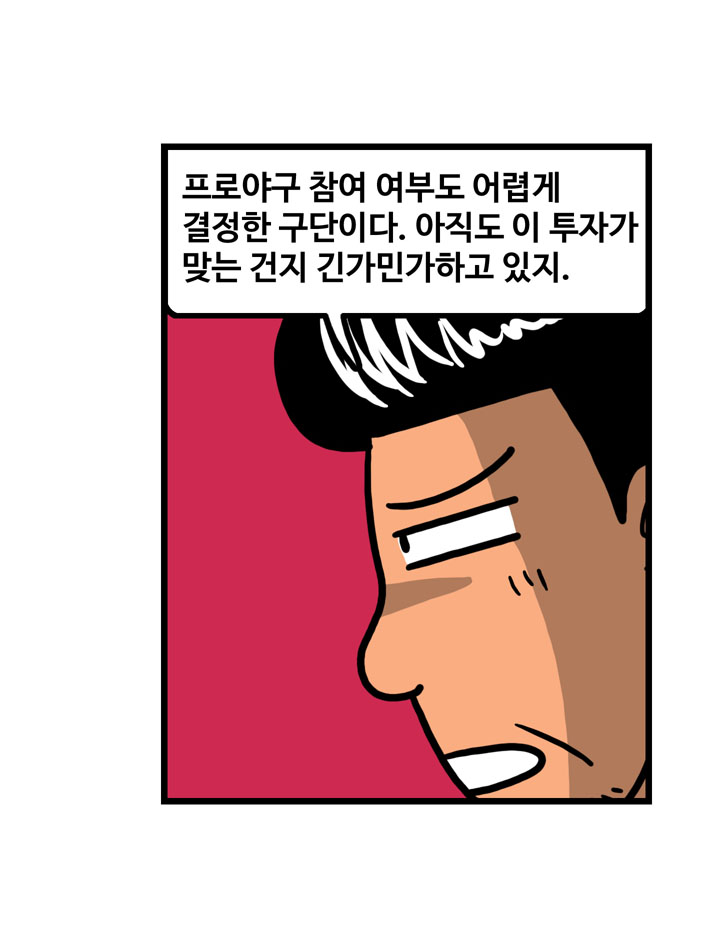 프로야구 참여 여부도 어렵게
결정한 구단이다. 아직도 이 투자가
맞는 건지 긴가민가하고 있지.